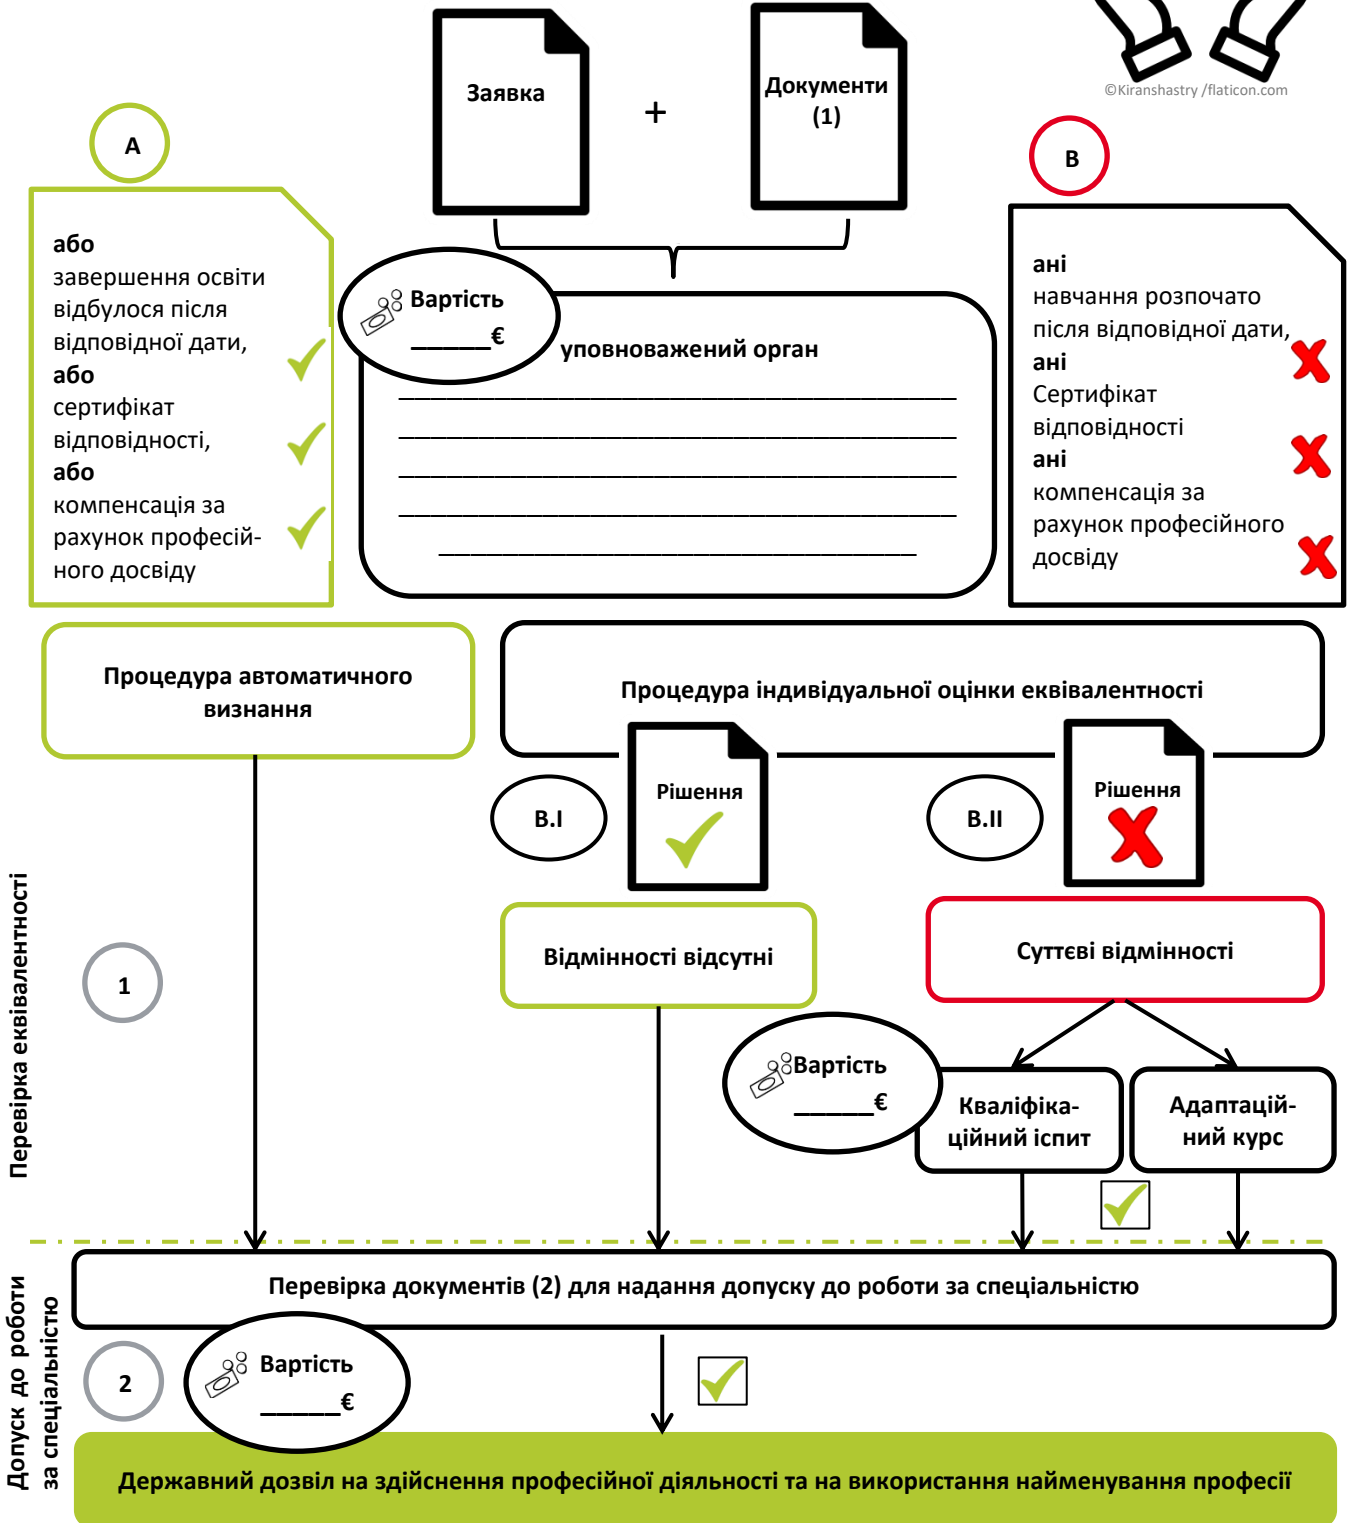 Заявка
+
Документи
(1)
©Kiranshastry /flaticon.com
A
B
або
завершення освіти
відбулося після
відповідної дати,
або
сертифікат
відповідності,
або
компенсація за
рахунок професій-
ного досвіду
Вартість
______€
уповноважений орган
ані
навчання розпочато
після відповідної дати,
ані
Сертифікат
відповідності
ані
компенсація за
рахунок професійного
досвіду
Процедура автоматичного
визнання
Процедура індивідуальної оцінки еквівалентності
B.I
Рішення
B.II
Рішення
Перевірка еквівалентності
1
Відмінності відсутні
Суттєві відмінності
Вартість
______€
Кваліфіка-
ційний іспит
Адаптацій-
ний курс
Перевірка документів (2) для надання допуску до роботи за спеціальністю
Допуск до роботи
за спеціальністю
2
Вартість
______€
Державний дозвіл на здійснення професійної діяльності та на використання найменування професії